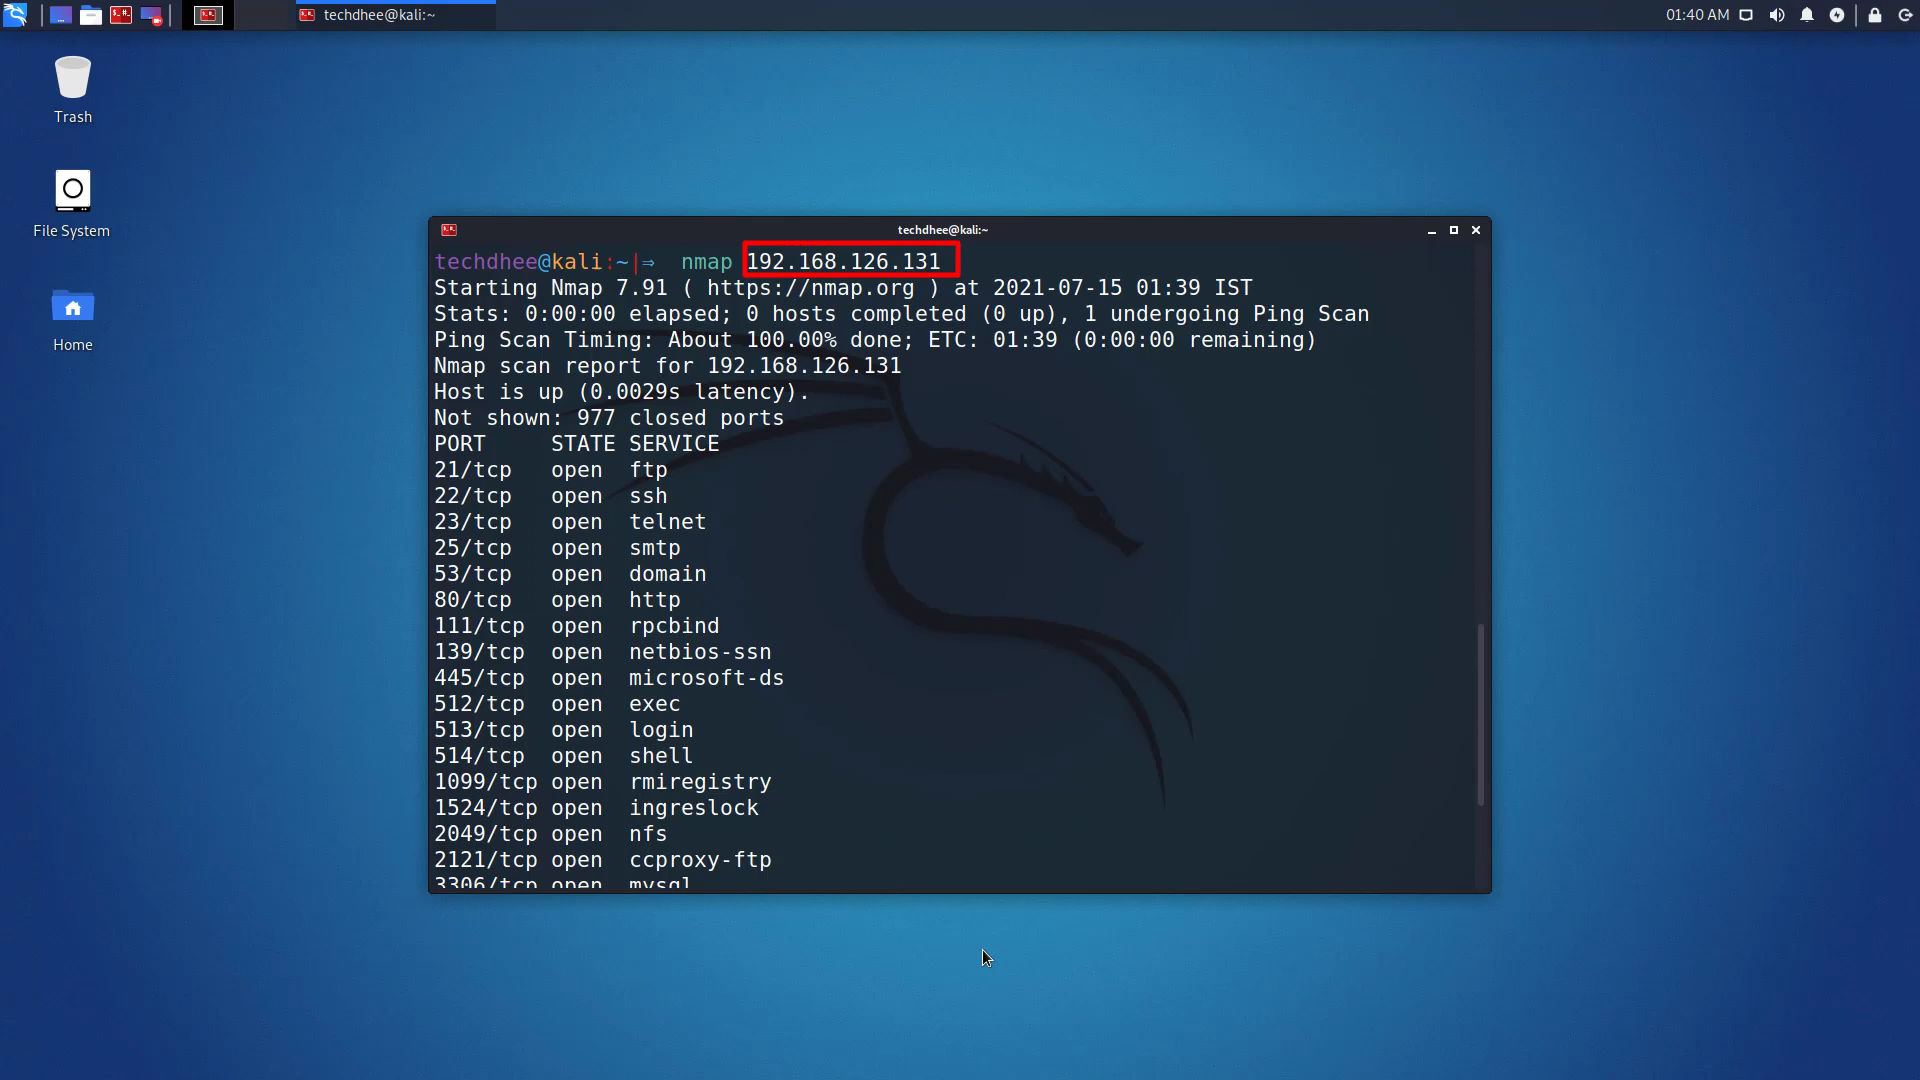 techdhee@kali:~
01:40 AM
Trash
File System
Home
techdhee@kali:~
techdhee@kali:~|⇒  nmap 192.168.126.131
Starting Nmap 7.91 ( https://nmap.org ) at 2021-07-15 01:39 IST
Stats: 0:00:00 elapsed; 0 hosts completed (0 up), 1 undergoing Ping Scan
Ping Scan Timing: About 100.00% done; ETC: 01:39 (0:00:00 remaining)
Nmap scan report for 192.168.126.131
Host is up (0.0029s latency).
Not shown: 977 closed ports
PORT     STATE SERVICE
21/tcp   open  ftp
22/tcp   open  ssh
23/tcp   open  telnet
25/tcp   open  smtp
53/tcp   open  domain
80/tcp   open  http
111/tcp  open  rpcbind
139/tcp  open  netbios-ssn
445/tcp  open  microsoft-ds
512/tcp  open  exec
513/tcp  open  login
514/tcp  open  shell
1099/tcp open  rmiregistry
1524/tcp open  ingreslock
2049/tcp open  nfs
2121/tcp open  ccproxy-ftp
3306/tcp open  mysql